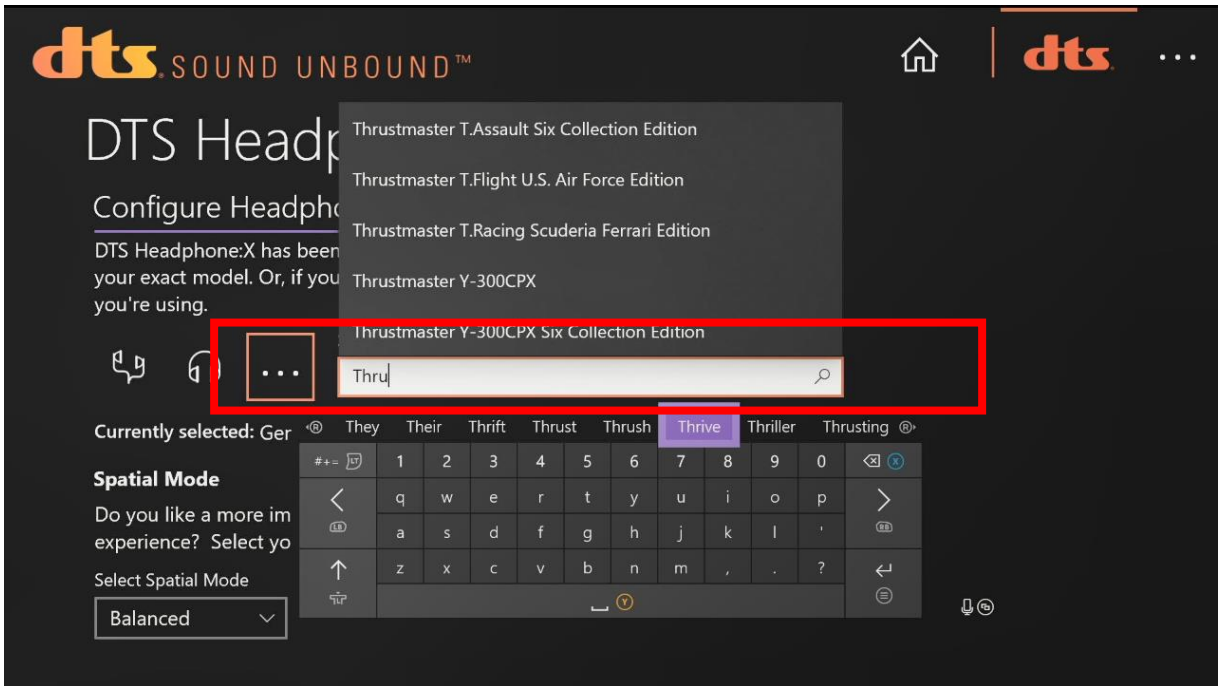 dts SOUND UNBOUND™
dts
DTS Headp
Configure Headpho
DTS Headphone:X has been
your exact model. Or, if you
you're using.
Thrustmaster T.Assault Six Collection Edition
Thrustmaster T.Flight U.S. Air Force Edition
Thrustmaster T.Racing Scuderia Ferrari Edition
Thrustmaster Y-300CPX
Thrustmaster Y-300CPX Six Collection Edition
Thru
Currently selected: Ger
Spatial Mode
Do you like a more im
experience? Select yo
Select Spatial Mode
Balanced
They Their Thrift Thrust Thrush Thrive Thriller Thrusting
#+= LT 1 2 3 4 5 6 7 8 9 0 X
q w e r t y u i o p
LB a s d f g h j k l ' RB
z x c v b n m , . ?
Y